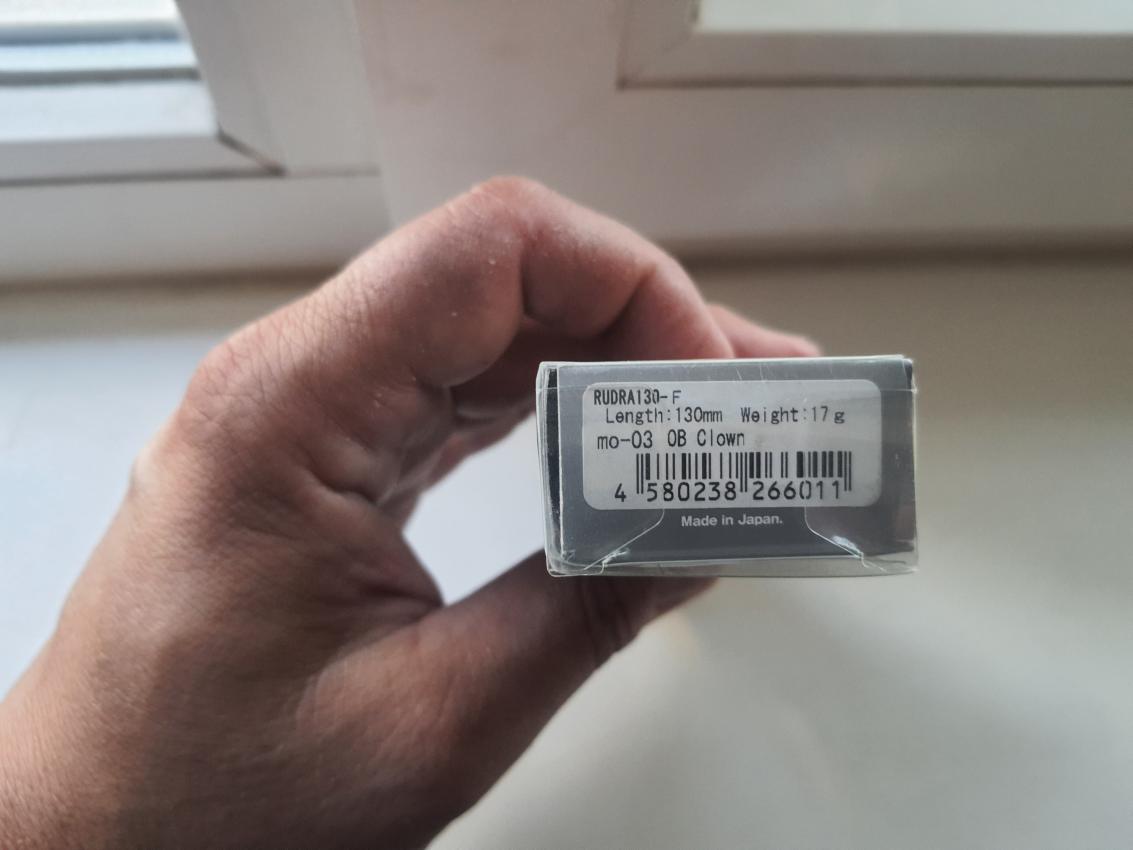 RUDRA130-F
Length:130mm Weight:17g
mo-03 OB Clown
4 580238 266011
Made in Japan.